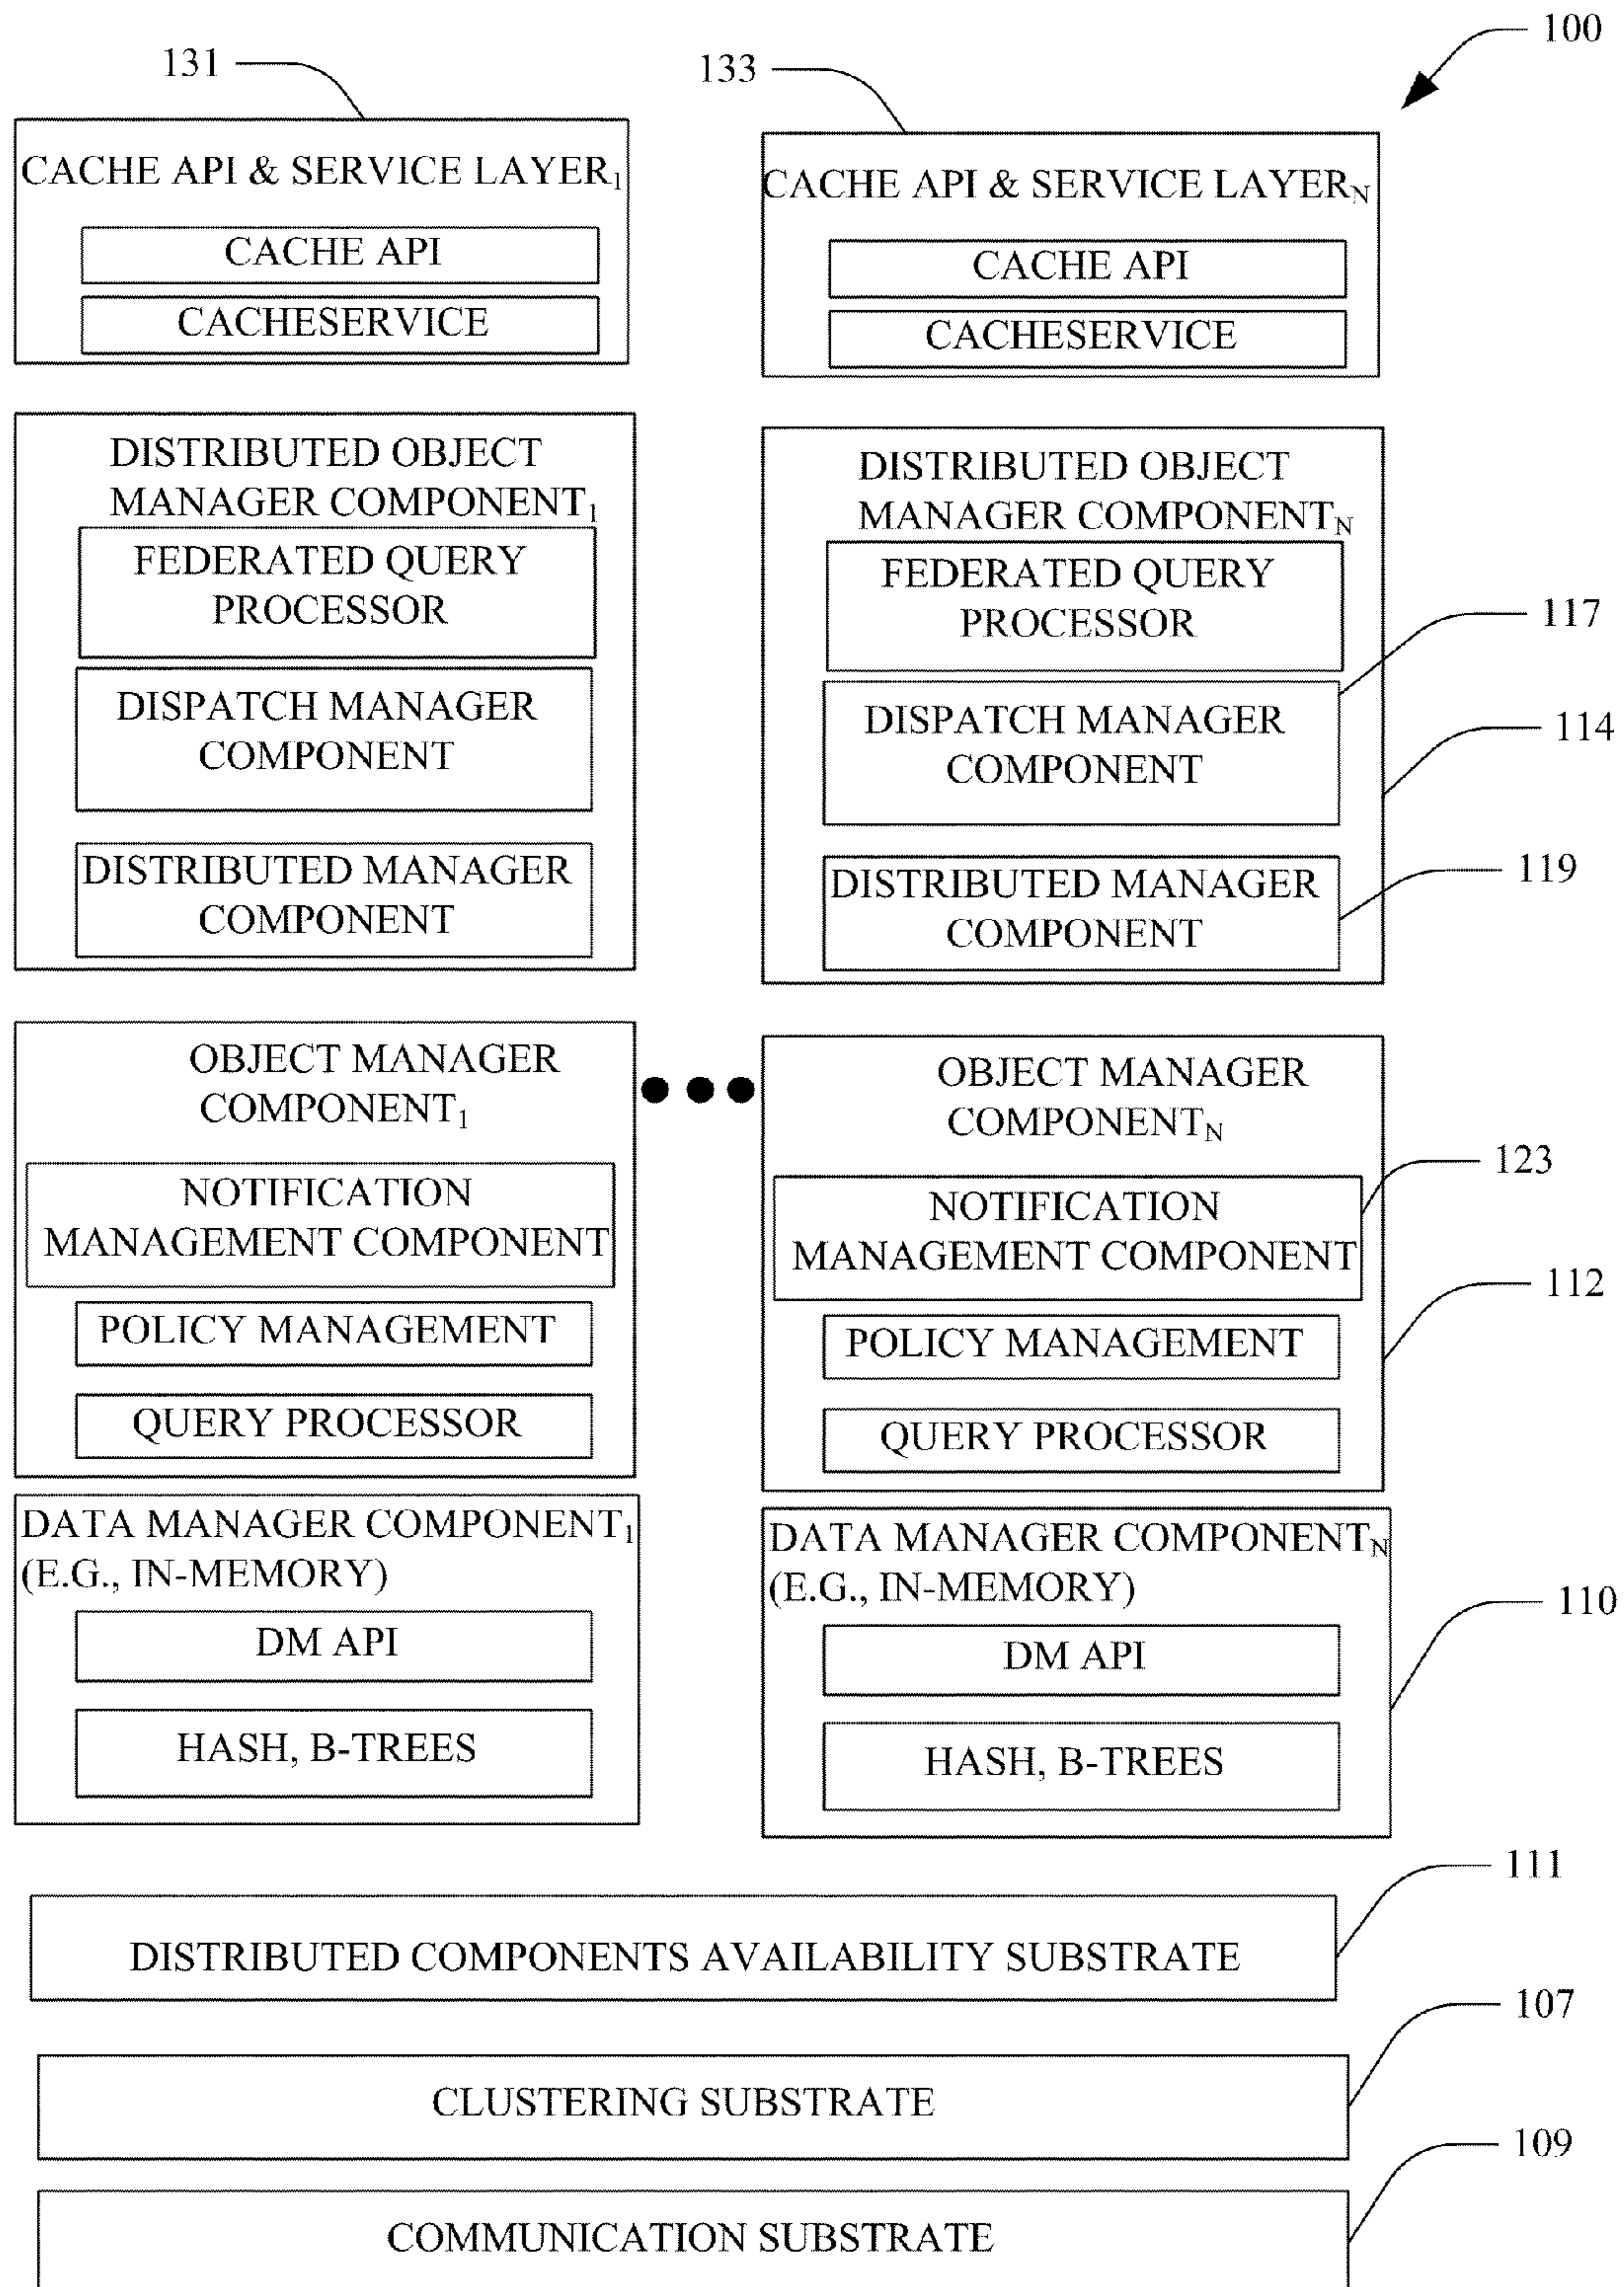 100
131
133
CACHE API & SERVICE LAYER1
CACHE API
CACHESERVICE
CACHE API & SERVICE LAYERN
CACHE API
CACHESERVICE
DISTRIBUTED OBJECT
MANAGER COMPONENT1
FEDERATED QUERY
PROCESSOR
DISPATCH MANAGER
COMPONENT
DISTRIBUTED MANAGER
COMPONENT
DISTRIBUTED OBJECT
MANAGER COMPONENTN
FEDERATED QUERY
PROCESSOR
DISPATCH MANAGER
COMPONENT
DISTRIBUTED MANAGER
COMPONENT
117
114
119
OBJECT MANAGER
COMPONENT1
NOTIFICATION
MANAGEMENT COMPONENT
POLICY MANAGEMENT
QUERY PROCESSOR
OBJECT MANAGER
COMPONENTN
NOTIFICATION
MANAGEMENT COMPONENT
POLICY MANAGEMENT
QUERY PROCESSOR
123
112
DATA MANAGER COMPONENT1
(E.G., IN-MEMORY)
DM API
HASH, B-TREES
DATA MANAGER COMPONENTN
(E.G., IN-MEMORY)
DM API
HASH, B-TREES
110
111
DISTRIBUTED COMPONENTS AVAILABILITY SUBSTRATE
107
CLUSTERING SUBSTRATE
109
COMMUNICATION SUBSTRATE